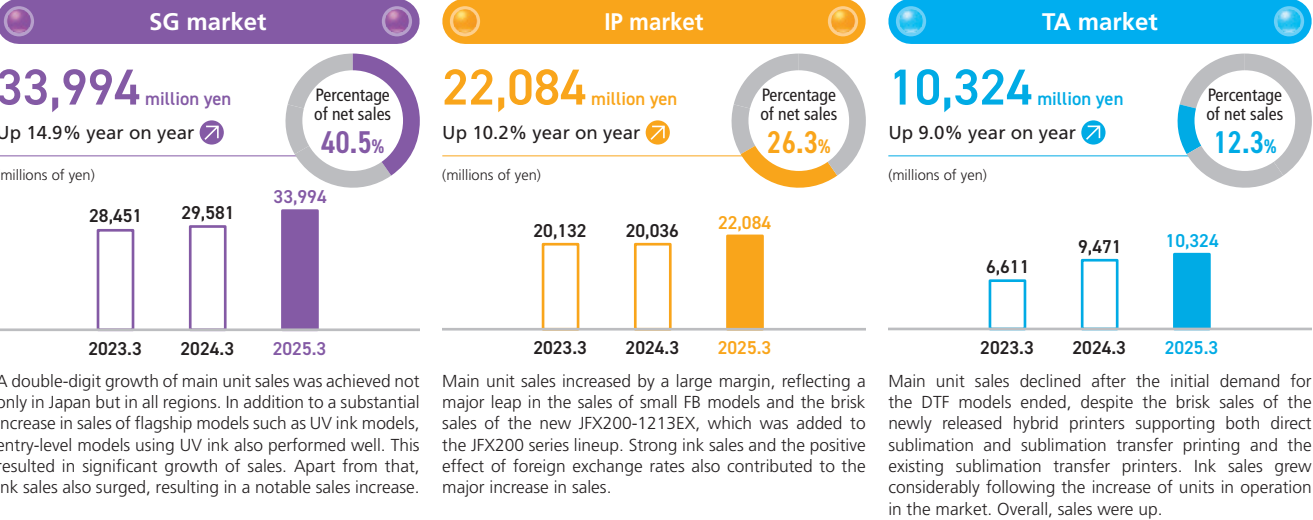 SG market
33,994 million yen
Up 14.9% year on year
Percentage
of net sales
40.5%
(millions of yen)
28,451
29,581
33,994
2023.3
2024.3
2025.3
A double-digit growth of main unit sales was achieved not
only in Japan but in all regions. In addition to a substantial
increase in sales of flagship models such as UV ink models,
entry-level models using UV ink also performed well. This
resulted in significant growth of sales. Apart from that,
ink sales also surged, resulting in a notable sales increase.
IP market
22,084 million yen
Up 10.2% year on year
Percentage
of net sales
26.3%
(millions of yen)
20,132
20,036
22,084
2023.3
2024.3
2025.3
Main unit sales increased by a large margin, reflecting a
major leap in the sales of small FB models and the brisk
sales of the new JFX200-1213EX, which was added to
the JFX200 series lineup. Strong ink sales and the positive
effect of foreign exchange rates also contributed to the
major increase in sales.
TA market
10,324 million yen
Up 9.0% year on year
Percentage
of net sales
12.3%
(millions of yen)
6,611
9,471
10,324
2023.3
2024.3
2025.3
Main unit sales declined after the initial demand for
the DTF models ended, despite the brisk sales of the
newly released hybrid printers supporting both direct
sublimation and sublimation transfer printing and the
existing sublimation transfer printers. Ink sales grew
considerably following the increase of units in operation
in the market. Overall, sales were up.